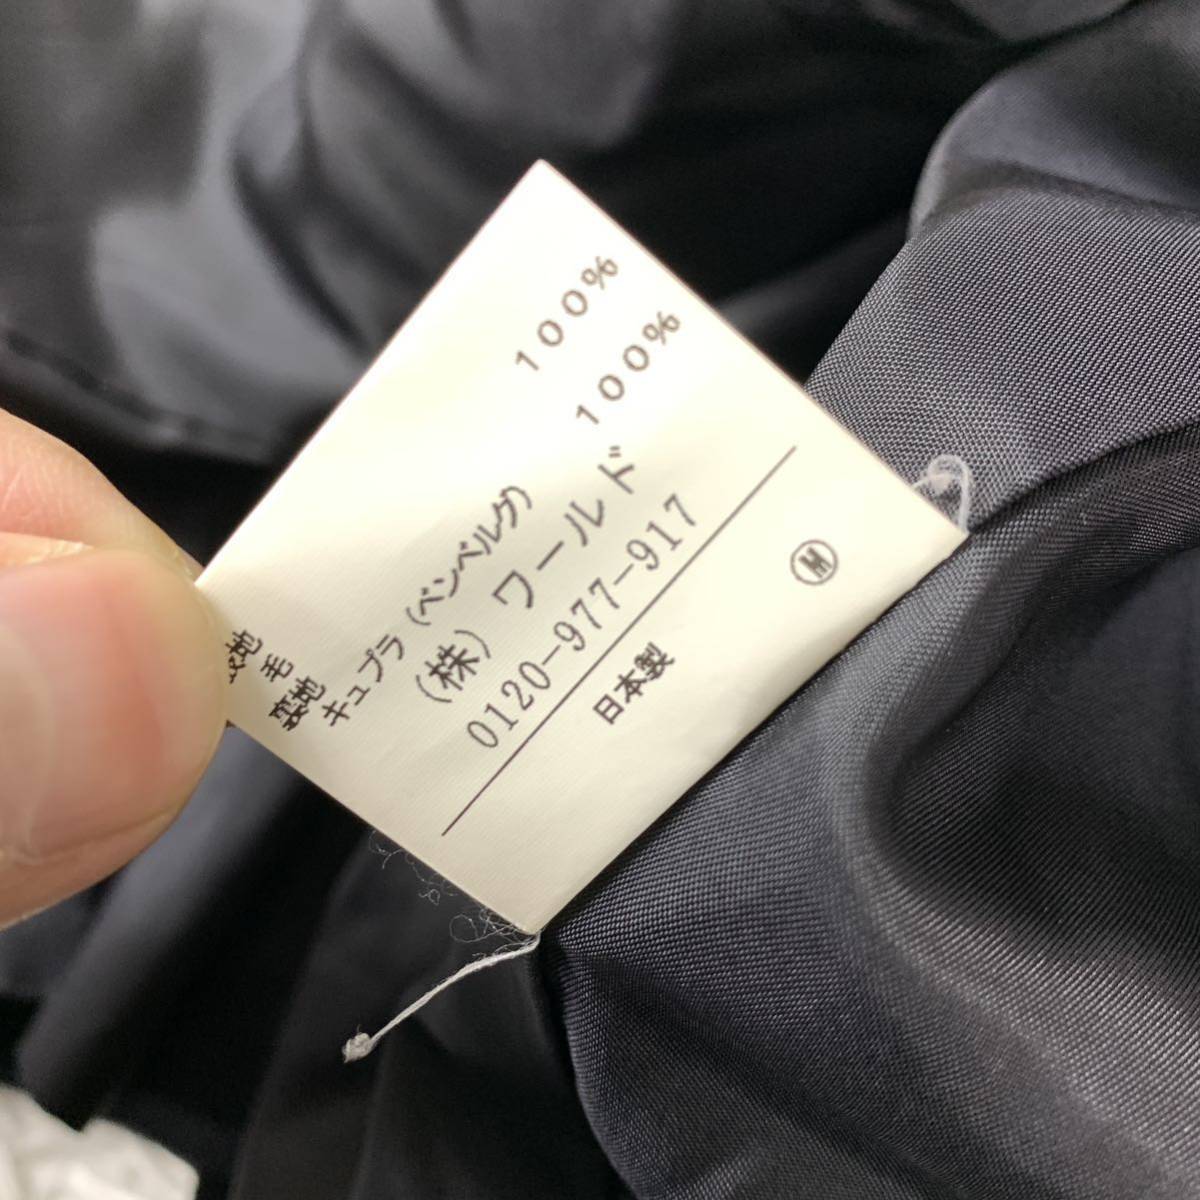 表地
毛 100%
裏地
キュプラ(ベンベルグ) 100%
(株)ワールド
0120-977-917
日本製
M